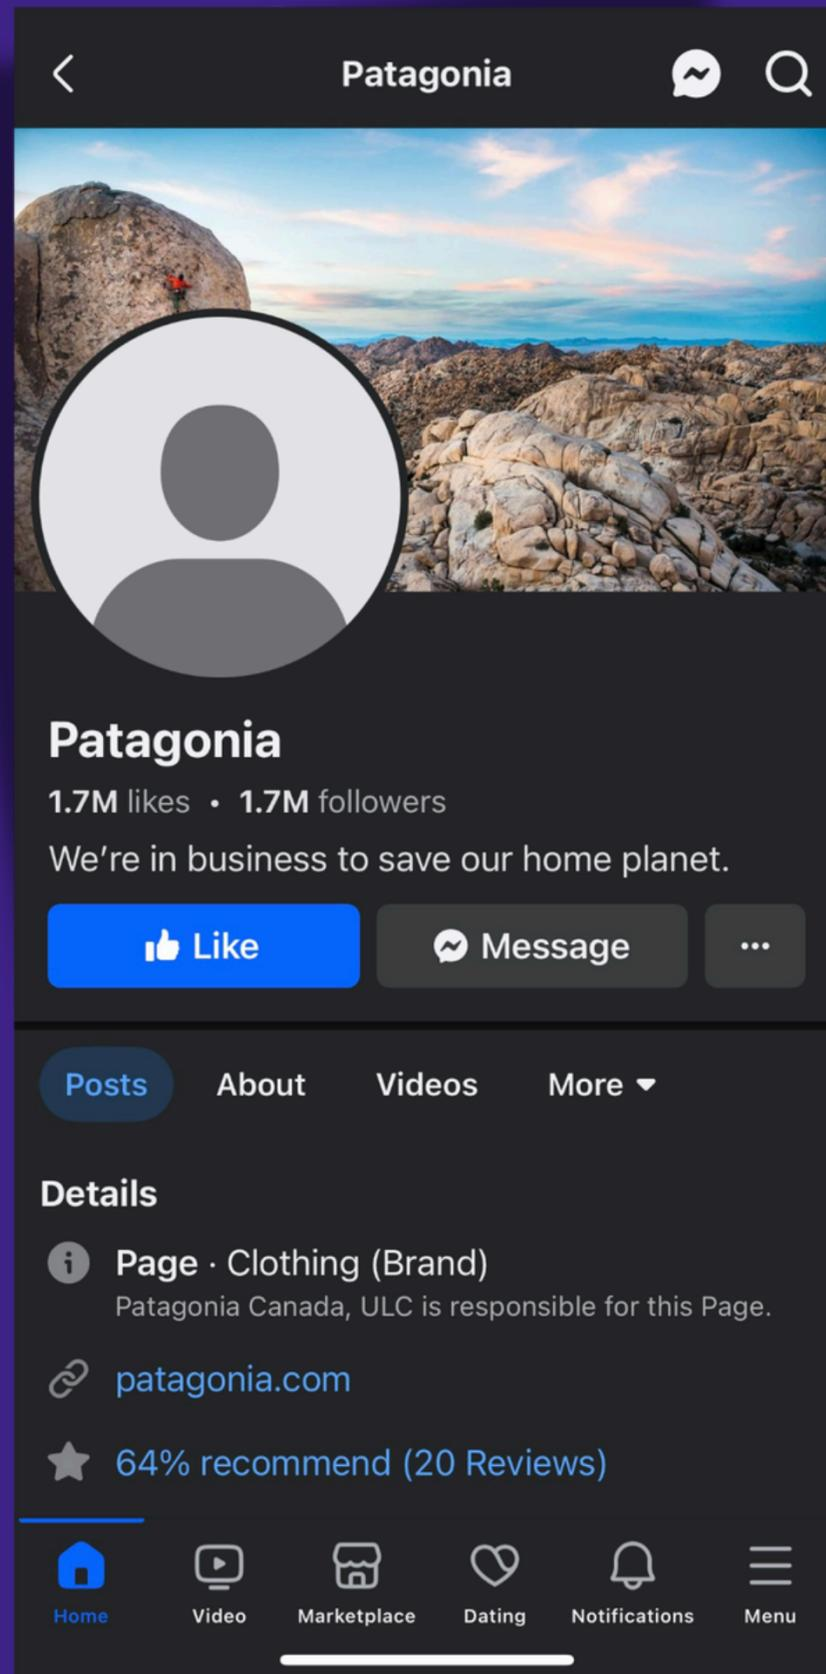 Patagonia
Patagonia
1.7M likes • 1.7M followers
We’re in business to save our home planet.
Like
Message
Posts
About
Videos
More
Details
Page · Clothing (Brand)
Patagonia Canada, ULC is responsible for this Page.
patagonia.com
64% recommend (20 Reviews)
Home
Video
Marketplace
Dating
Notifications
Menu